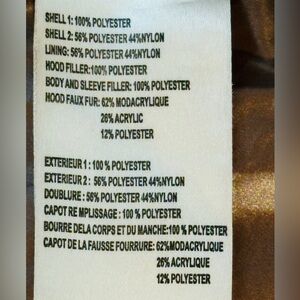 SHELL 1: 100% POLYESTER
SHELL 2: 56% POLYESTER 44%NYLON
LINING: 56% POLYESTER 44%NYLON
HOOD FILLER:100% POLYESTER
BODY AND SLEEVE FILLER: 100% POLYESTER
HOOD FAUX FUR: 62% MODACRYLIQUE
26% ACRYLIC
12% POLYESTER
EXTERIEUR 1 : 100 % POLYESTER
EXTERIEUR 2 : 56% POLYESTER 44%NYLON
DOUBLURE : 56% POLYESTER 44%NYLON
CAPOT RE MPLISSAGE : 100% POLYESTER
BOURRE DELA CORPS ET DU MANCHE:100% POLYESTER
CAPOT DE LA FAUSSE FOURRURE: 62%MODACRYLIQUE
26% ACRYLIQUE
12% POLYESTER